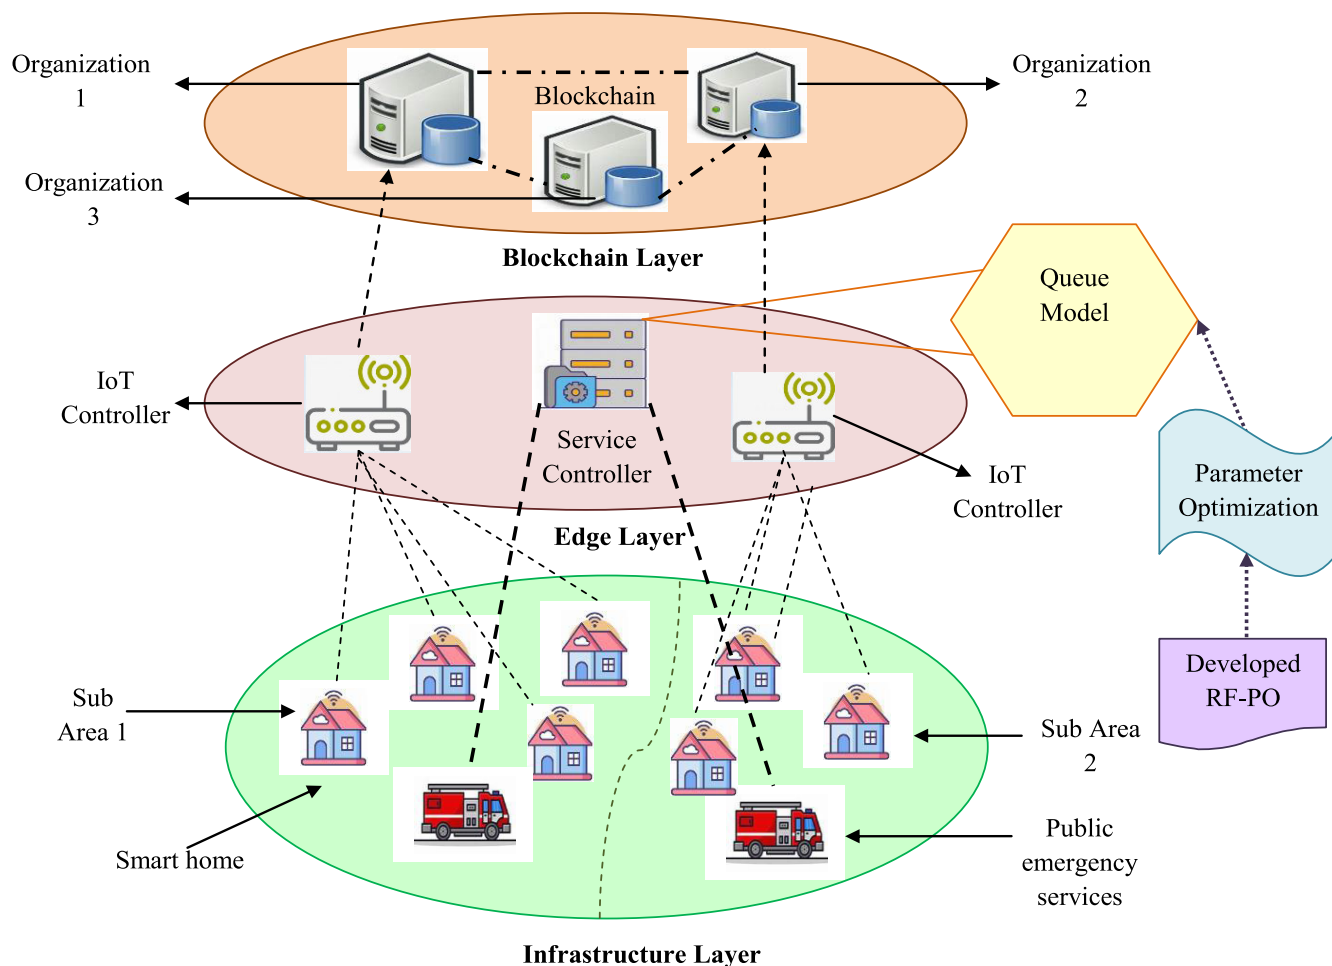 Organization
1
Blockchain
Organization
2
Organization
3
Blockchain Layer
Queue
Model
IoT
Controller
Service
Controller
IoT
Controller
Parameter
Optimization
Edge Layer
Developed
RF-PO
Sub
Area 1
Sub Area
2
Smart home
Public
emergency
services
Infrastructure Layer